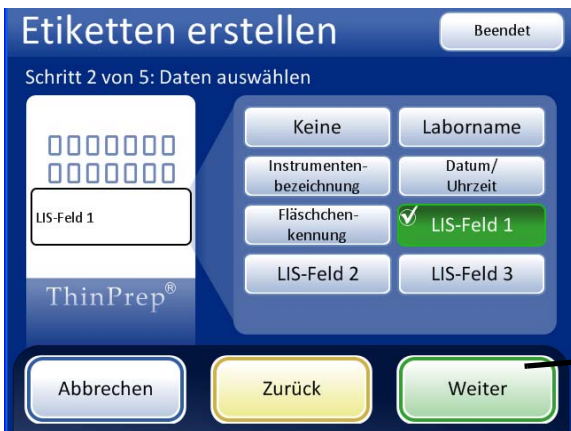 Etiketten erstellen
Beendet
Schritt 2 von 5: Daten auswählen
Keine
Laborname
Instrumenten-
bezeichnung
Datum/
Uhrzeit
LIS-Feld 1
Fläschchen-
kennung
LIS-Feld 1
LIS-Feld 2
LIS-Feld 3
ThinPrep®
Abbrechen
Zurück
Weiter